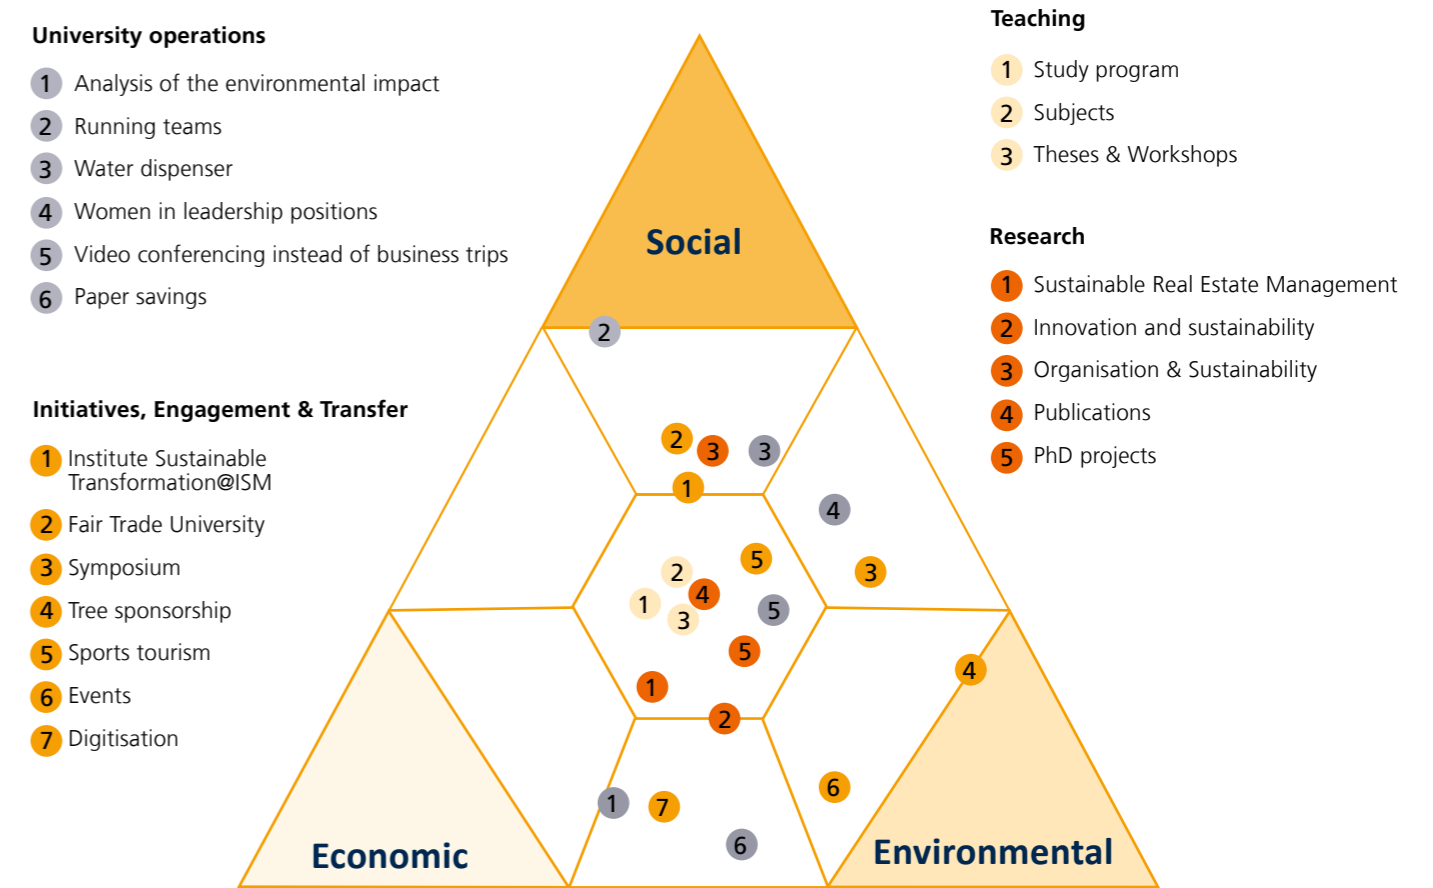 University operations
1 Analysis of the environmental impact
2 Running teams
3 Water dispenser
4 Women in leadership positions
5 Video conferencing instead of business trips
6 Paper savings
Initiatives, Engagement & Transfer
1 Institute Sustainable
Transformation@ISM
2 Fair Trade University
3 Symposium
4 Tree sponsorship
5 Sports tourism
6 Events
7 Digitisation
Teaching
1 Study program
2 Subjects
3 Theses & Workshops
Research
1 Sustainable Real Estate Management
2 Innovation and sustainability
3 Organisation & Sustainability
4 Publications
5 PhD projects
Social
2
2 3 3
1
4
5 3
2
4
1 5
3
5
4
1
2
6
1 7
6
Economic
Environmental